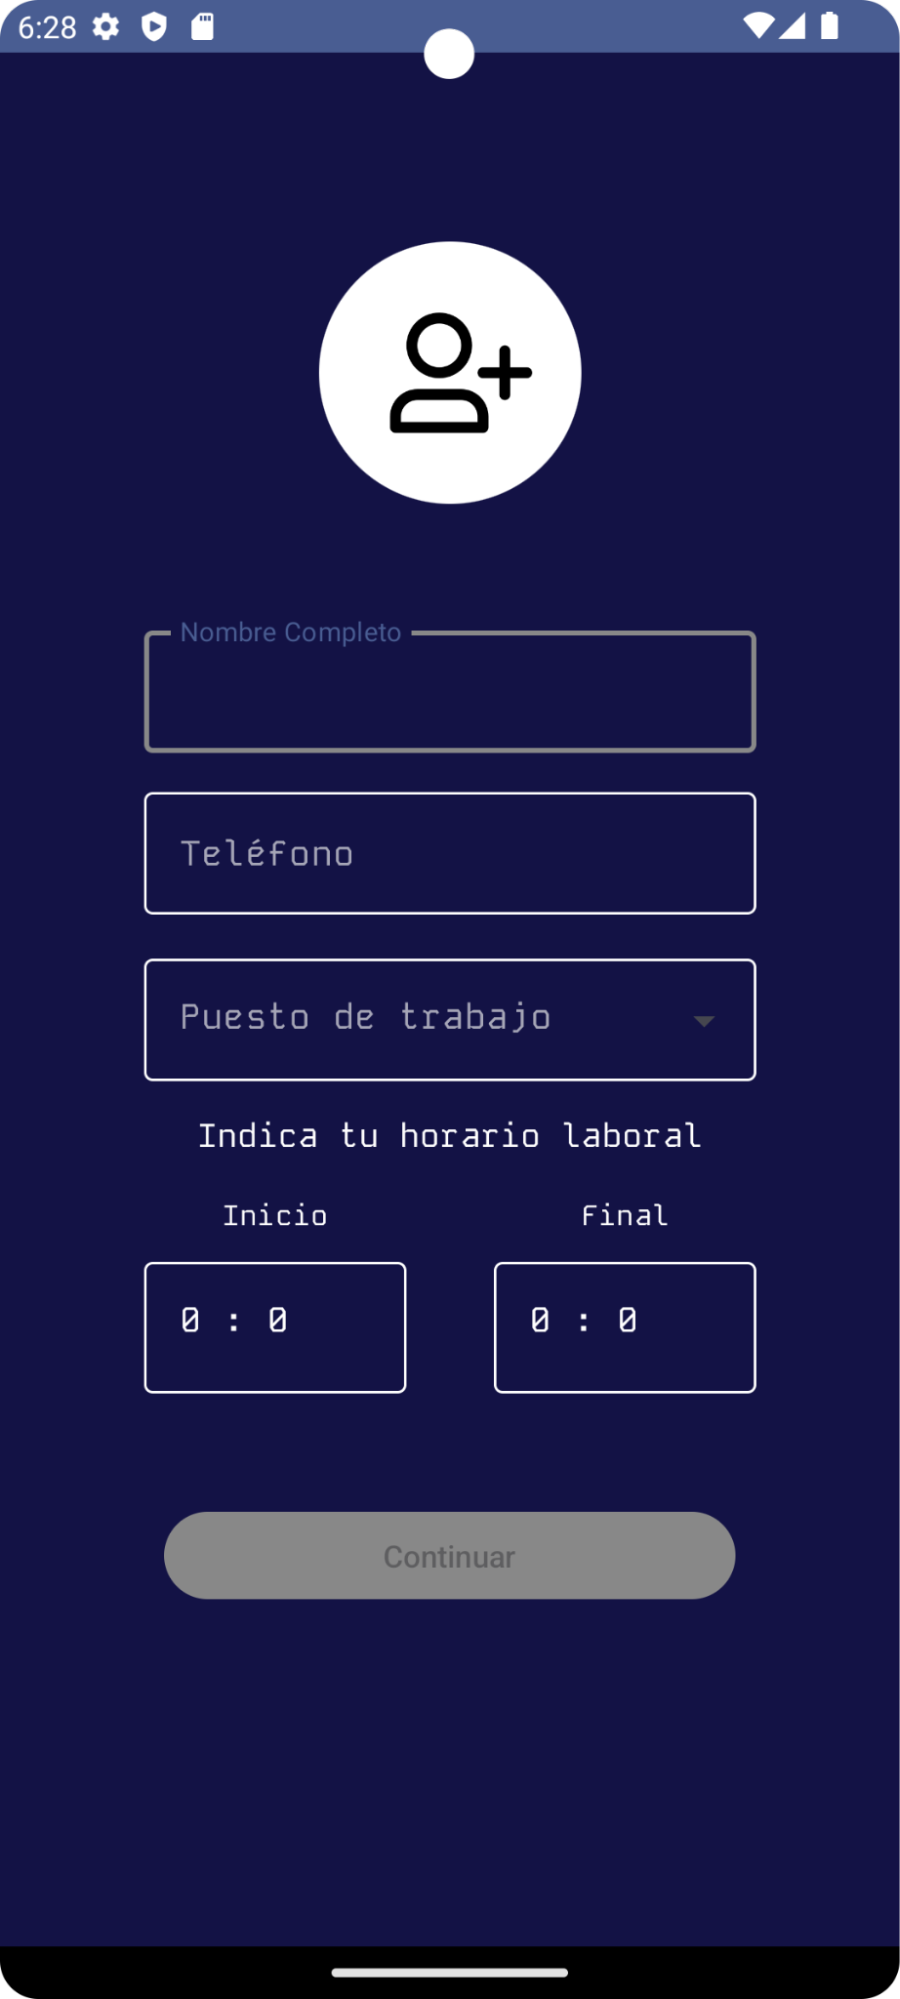 6:28
Nombre Completo
Teléfono
Puesto de trabajo
Indica tu horario laboral
Inicio Final
0 : 0 0 : 0
Continuar